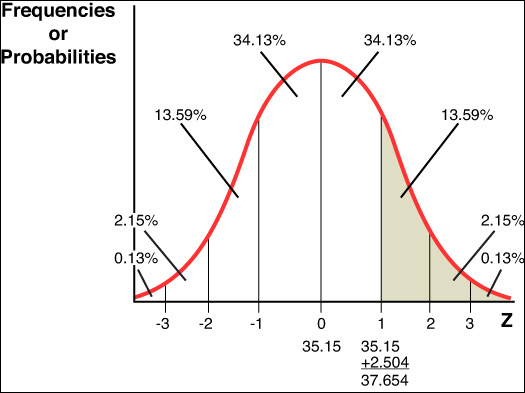 Frequencies
or
Probabilities
34.13%
34.13%
13.59%
13.59%
2.15%
2.15%
0.13%
0.13%
-3 -2 -1 0 1 2 3 Z
35.15 35.15
+2.504
37.654